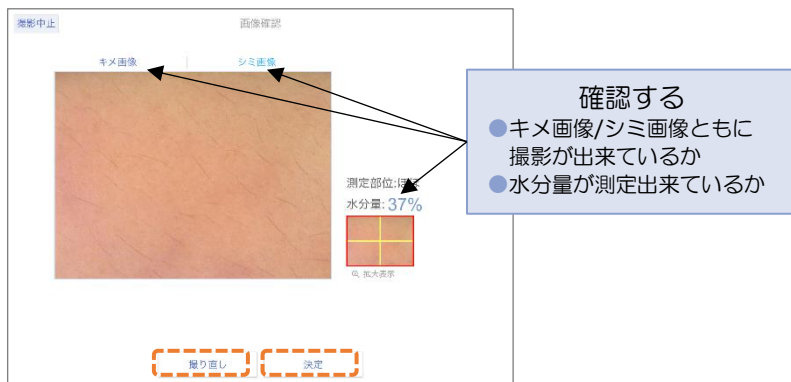 撮影中止
画像確認
キメ画像
シミ画像
測定部位:ほほ
水分量:37%
拡大表示
撮り直し
決定
確認する
●キメ画像/シミ画像ともに
撮影が出来ているか
●水分量が測定出来ているか